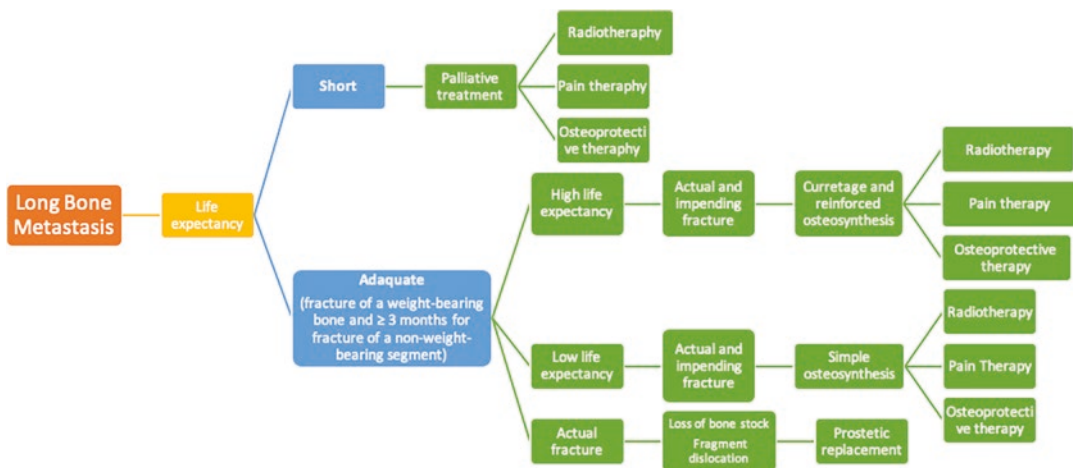 Long Bone
Metastasis
Life
expectancy
Short
Palliative
treatment
Radiotheraphy
Pain theraphy
Osteoprotecti
ve theraphy
Adaquate
(fracture of a weight-bearing
bone and ≥ 3 months for
fracture of a non-weight-
bearing segment)
High life
expectancy
Actual and
impending
fracture
Curretage and
reinforced
osteosynthesis
Radiotherapy
Pain therapy
Osteoprotective
therapy
Low life
expectancy
Actual and
impending
fracture
Simple
osteosynthesis
Radiotherapy
Pain Therapy
Osteoprotecti
ve therapy
Actual
fracture
Loss of bone stock
Fragment
dislocation
Prostetic
replacement